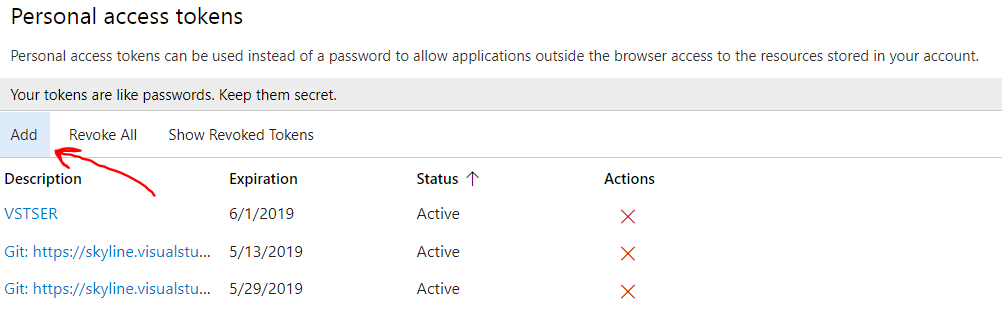 Personal access tokens
Personal access tokens can be used instead of a password to allow applications outside the browser access to the resources stored in your account.
Your tokens are like passwords. Keep them secret.
Add Revoke All Show Revoked Tokens
Description Expiration Status ↑ Actions
VSTSER 6/1/2019 Active
Git: https://skyline.visualstu... 5/13/2019 Active
Git: https://skyline.visualstu... 5/29/2019 Active